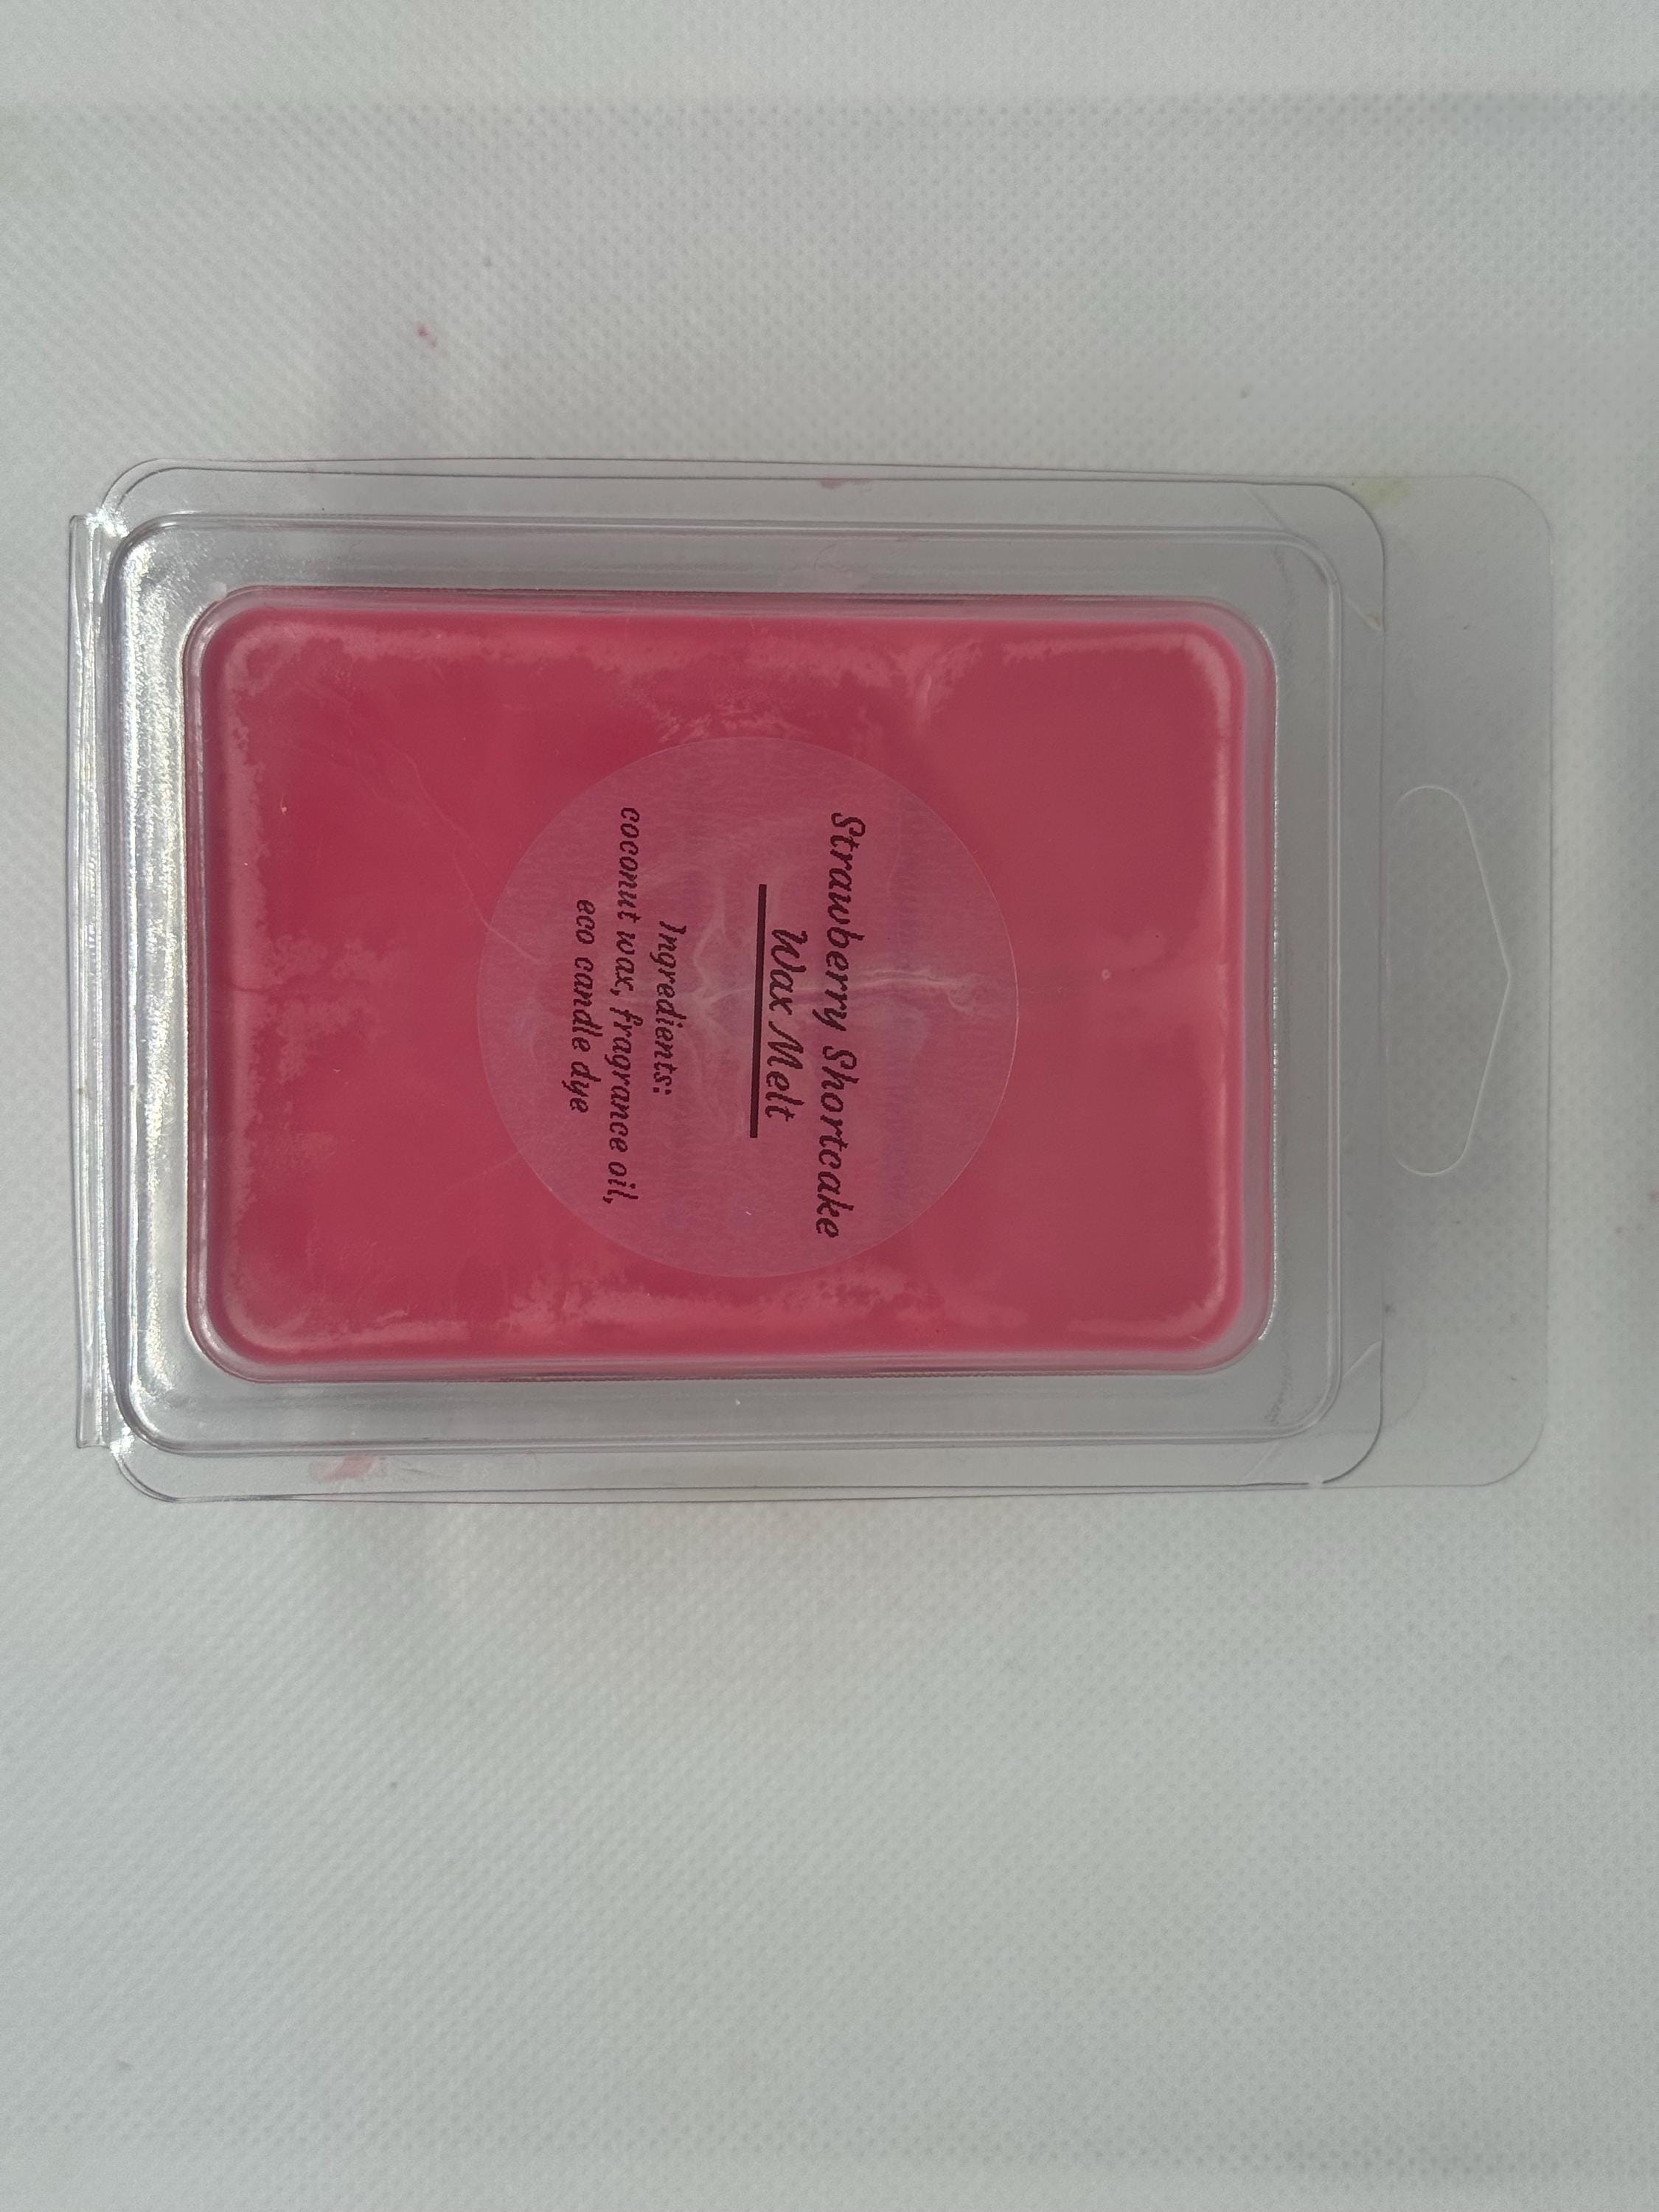 Strawberry Shortcake
Wax Melt
Ingredients:
coconut wax, fragrance oil,
eco candle dye